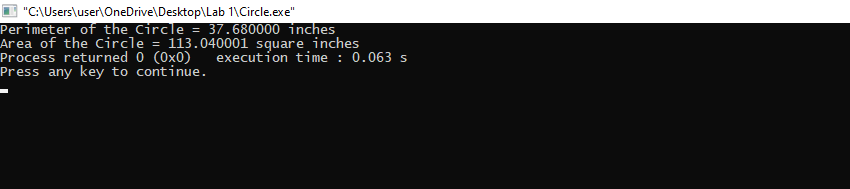 "C:\Users\user\OneDrive\Desktop\Lab 1\Circle.exe"
Perimeter of the Circle = 37.680000 inches
Area of the Circle = 113.040001 square inches
Process returned 0 (0x0)   execution time : 0.063 s
Press any key to continue.